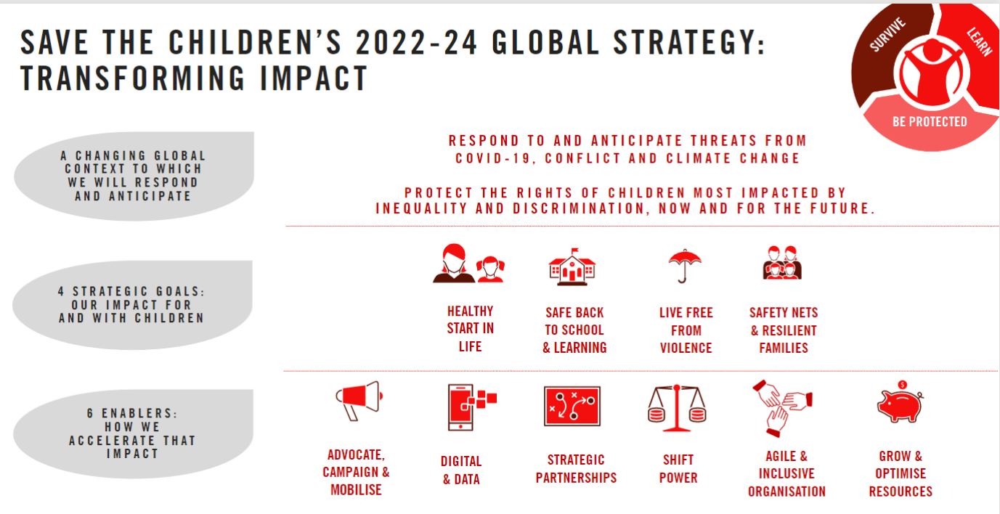 SAVE THE CHILDREN'S 2022-24 GLOBAL STRATEGY:
TRANSFORMING IMPACT
SURVIVE
LEARN
BE PROTECTED
A CHANGING GLOBAL
CONTEXT TO WHICH
WE WILL RESPOND
AND ANTICIPATE
RESPOND TO AND ANTICIPATE THREATS FROM
COVID-19, CONFLICT AND CLIMATE CHANGE
PROTECT THE RIGHTS OF CHILDREN MOST IMPACTED BY
INEQUALITY AND DISCRIMINATION, NOW AND FOR THE FUTURE.
4 STRATEGIC GOALS:
OUR IMPACT FOR
AND WITH CHILDREN
HEALTHY
START IN
LIFE
SAFE BACK
TO SCHOOL
& LEARNING
LIVE FREE
FROM
VIOLENCE
SAFETY NETS
& RESILIENT
FAMILIES
6 ENABLERS:
HOW WE
ACCELERATE THAT
IMPACT
ADVOCATE,
CAMPAIGN &
MOBILISE
DIGITAL
& DATA
STRATEGIC
PARTNERSHIPS
SHIFT
POWER
AGILE &
INCLUSIVE
ORGANISATION
$
GROW &
OPTIMISE
RESOURCES